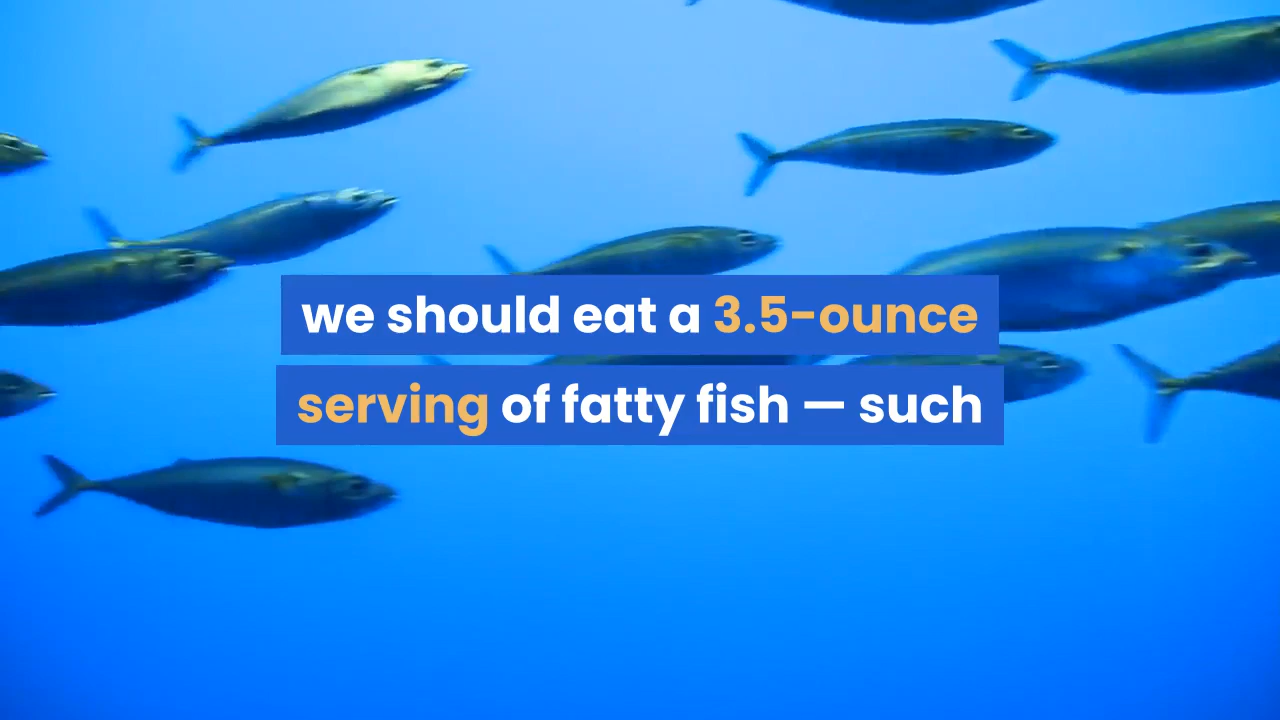 we should eat a 3.5-ounce
serving of fatty fish — such